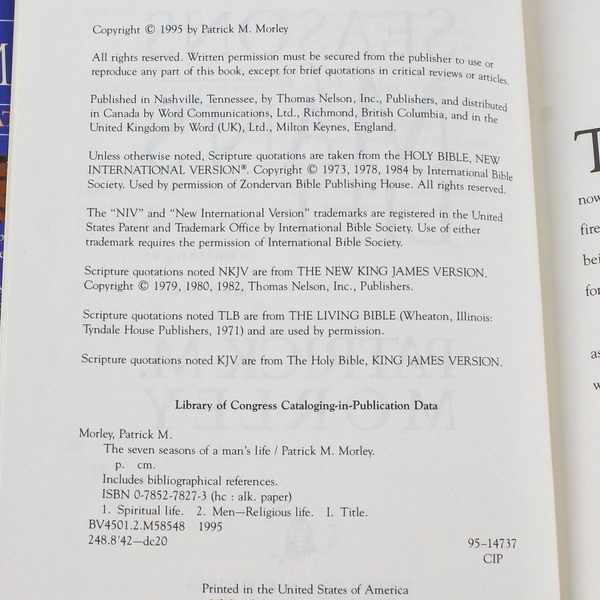 Copyright © 1995 by Patrick M. Morley
All rights reserved. Written permission must be secured from the publisher to use or
reproduce any part of this book, except for brief quotations in critical reviews or articles.
Published in Nashville, Tennessee, by Thomas Nelson, Inc., Publishers, and distributed
in Canada by Word Communications, Ltd., Richmond, British Columbia, and in the
United Kingdom by Word (UK), Ltd., Milton Keynes, England.
Unless otherwise noted, Scripture quotations are taken from the HOLY BIBLE, NEW
INTERNATIONAL VERSION®. Copyright © 1973, 1978, 1984 by International Bible
Society. Used by permission of Zondervan Bible Publishing House. All rights reserved.
The “NIV” and “New International Version” trademarks are registered in the United
States Patent and Trademark Office by International Bible Society. Use of either
trademark requires the permission of International Bible Society.
Scripture quotations noted NKJV are from THE NEW KING JAMES VERSION.
Copyright © 1979, 1980, 1982, Thomas Nelson, Inc., Publishers.
Scripture quotations noted TLB are from THE LIVING BIBLE (Wheaton, Illinois:
Tyndale House Publishers, 1971) and are used by permission.
Scripture quotations noted KJV are from The Holy Bible, KING JAMES VERSION.
Library of Congress Cataloging-in-Publication Data
Morley, Patrick M.
The seven seasons of a man's life / Patrick M. Morley.
p. cm.
Includes bibliographical references.
ISBN 0-7852-7827-3 (hc : alk. paper)
1. Spiritual life. 2. Men—Religious life. I. Title.
BV4501.2.M58548 1995
248.8'42—dc20
95–14737
CIP
Printed in the United States of America